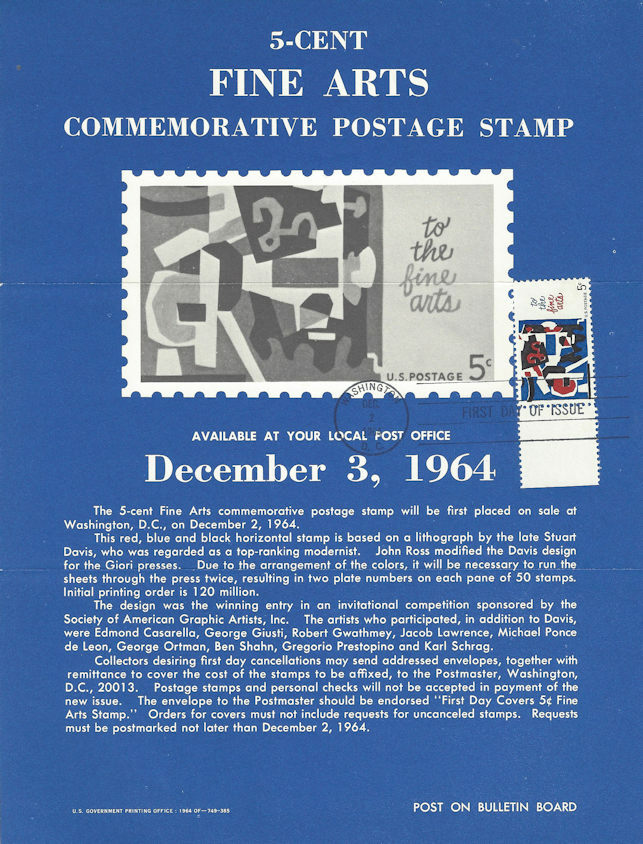 5-CENT
FINE ARTS
COMMEMORATIVE POSTAGE STAMP
to
the
fine
arts
U.S. POSTAGE 5c
to
the
fine
arts
U.S. POSTAGE 5c
WASHINGTON
DEC
2
D.C.
FIRST DAY OF ISSUE
AVAILABLE AT YOUR LOCAL POST OFFICE
December 3, 1964
The 5-cent Fine Arts commemorative postage stamp will be first placed on sale at
Washington, D.C., on December 2, 1964.
This red, blue and black horizontal stamp is based on a lithograph by the late Stuart
Davis, who was regarded as a top-ranking modernist. John Ross modified the Davis design
for the Giori presses. Due to the arrangement of the colors, it will be necessary to run the
sheets through the press twice, resulting in two plate numbers on each pane of 50 stamps.
Initial printing order is 120 million.
The design was the winning entry in an invitational competition sponsored by the
Society of American Graphic Artists, Inc. The artists who participated, in addition to Davis,
were Edmond Casarella, George Giusti, Robert Gwathmey, Jacob Lawrence, Michael Ponce
de Leon, George Ortman, Ben Shahn, Gregorio Prestopino and Karl Schrag.
Collectors desiring first day cancellations may send addressed envelopes, together with
remittance to cover the cost of the stamps to be affixed, to the Postmaster, Washington,
D.C., 20013. Postage stamps and personal checks will not be accepted in payment of the
new issue. The envelope to the Postmaster should be endorsed "First Day Covers 5¢ Fine
Arts Stamp." Orders for covers must not include requests for uncanceled stamps. Requests
must be postmarked not later than December 2, 1964.
U.S. GOVERNMENT PRINTING OFFICE : 1964 OF—749-385
POST ON BULLETIN BOARD